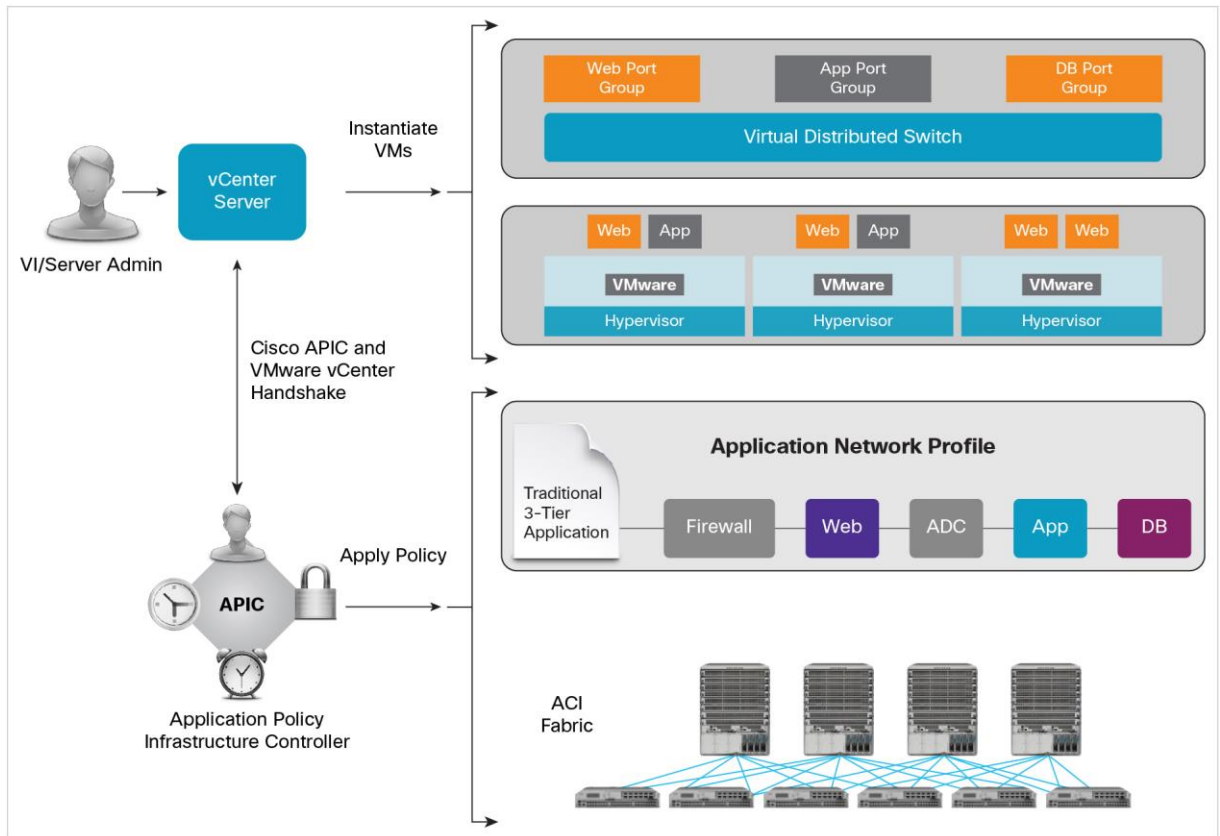 Web Port
Group
App Port
Group
DB Port
Group
Virtual Distributed Switch
Instantiate
VMs
vCenter
Server
VI/Server Admin
Web
App
Web
App
Web
Web
VMware
VMware
VMware
Hypervisor
Hypervisor
Hypervisor
Cisco APIC and
VMware vCenter
Handshake
Application Network Profile
Traditional
3-Tier
Application
Firewall
Web
ADC
App
DB
Apply Policy
APIC
Application Policy
Infrastructure Controller
ACI
Fabric